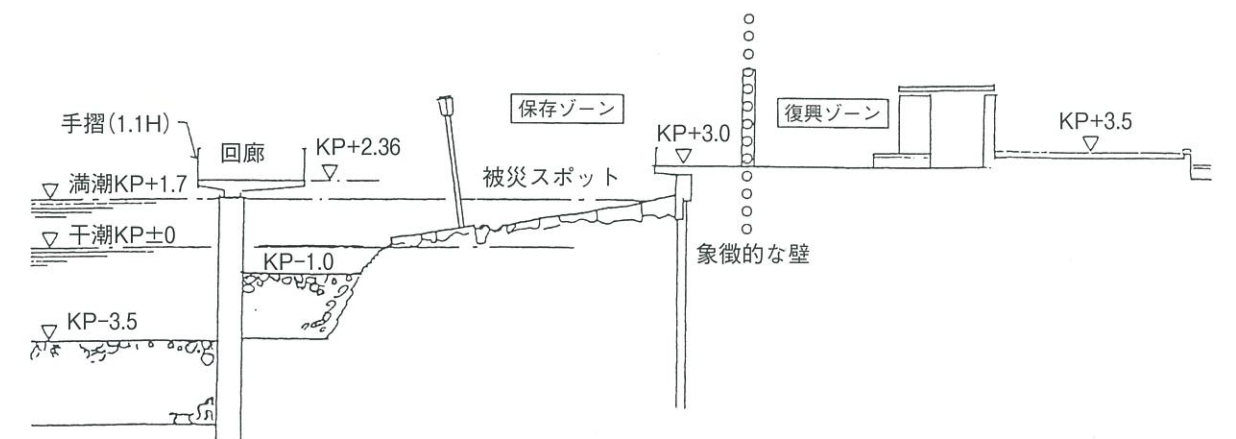 保存ゾーン
復興ゾーン
手摺(1.1H)
回廊
KP+2.36
KP+3.0
KP+3.5
満潮KP+1.7
被災スポット
干潮KP±0
KP−1.0
象徴的な壁
KP−3.5